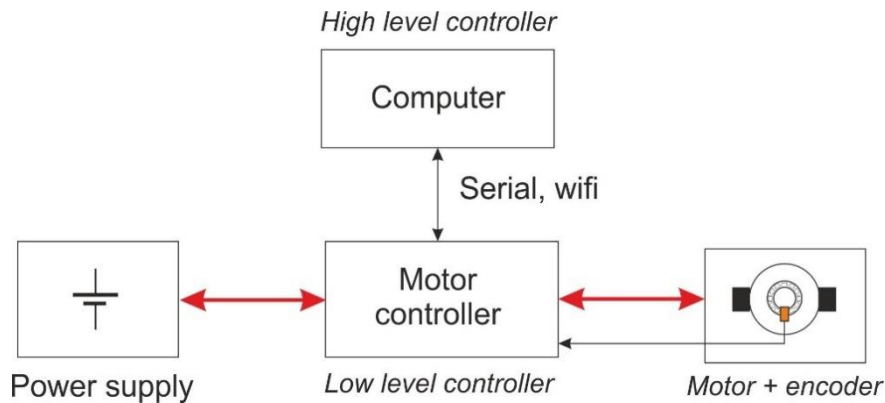 High level controller
Computer
Serial, wifi
Motor
controller
Power supply
Low level controller
Motor + encoder